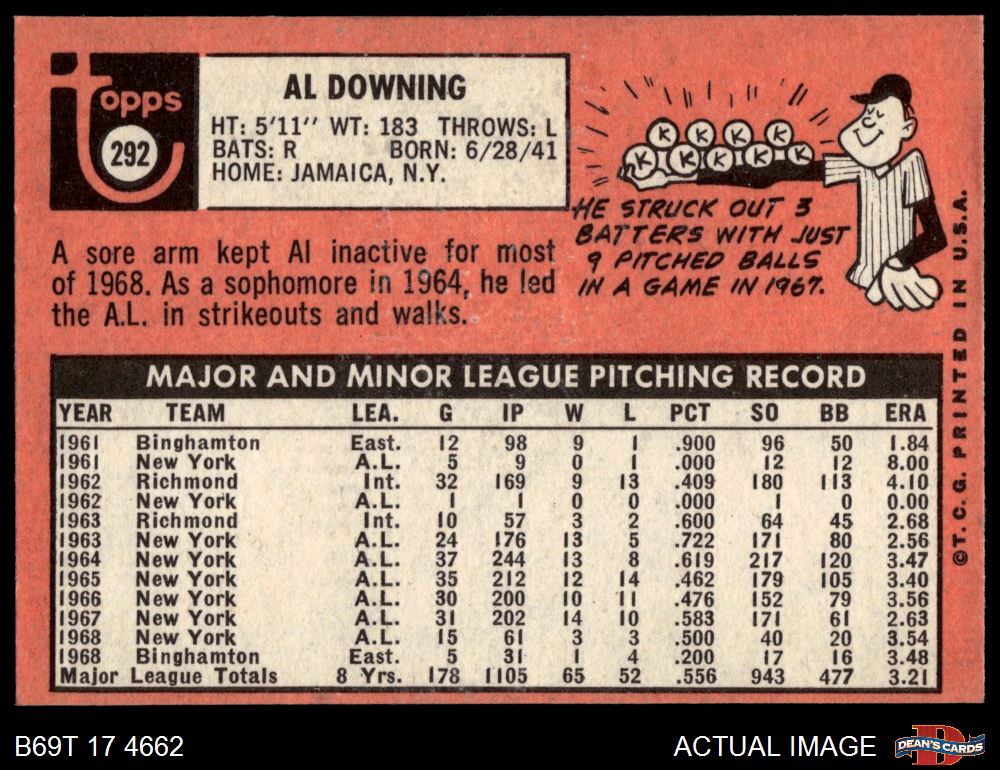 topps
292
AL DOWNING
HT: 5'11" WT: 183 THROWS: L
BATS: R BORN: 6/28/41
HOME: JAMAICA, N.Y.
K K K K
K K K K K
HE STRUCK OUT 3
BATTERS WITH JUST
9 PITCHED BALLS
IN A GAME IN 1967.
A sore arm kept Al inactive for most
of 1968. As a sophomore in 1964, he led
the A.L. in strikeouts and walks.
MAJOR AND MINOR LEAGUE PITCHING RECORD
YEAR TEAM LEA. G IP W L PCT SO BB ERA
1961 Binghamton East. 12 98 9 1 .900 96 50 1.84
1961 New York A.L. 5 9 0 1 .000 12 12 8.00
1962 Richmond Int. 32 169 9 13 .409 180 113 4.10
1962 New York A.L. 1 1 0 0 .000 1 0 0.00
1963 Richmond Int. 10 57 3 2 .600 64 45 2.68
1963 New York A.L. 24 176 13 5 .722 171 80 2.56
1964 New York A.L. 37 244 13 8 .619 217 120 3.47
1965 New York A.L. 35 212 12 14 .462 179 105 3.40
1966 New York A.L. 30 200 10 11 .476 152 79 3.56
1967 New York A.L. 31 202 14 10 .583 171 61 2.63
1968 New York A.L. 15 61 3 3 .500 40 20 3.54
1968 Binghamton East. 5 31 1 4 .200 17 16 3.48
Major League Totals 8 Yrs. 178 1105 65 52 .556 943 477 3.21
©T.C.G. PRINTED IN U.S.A.
B69T 17 4662
ACTUAL IMAGE
D
DEAN'S CARDS